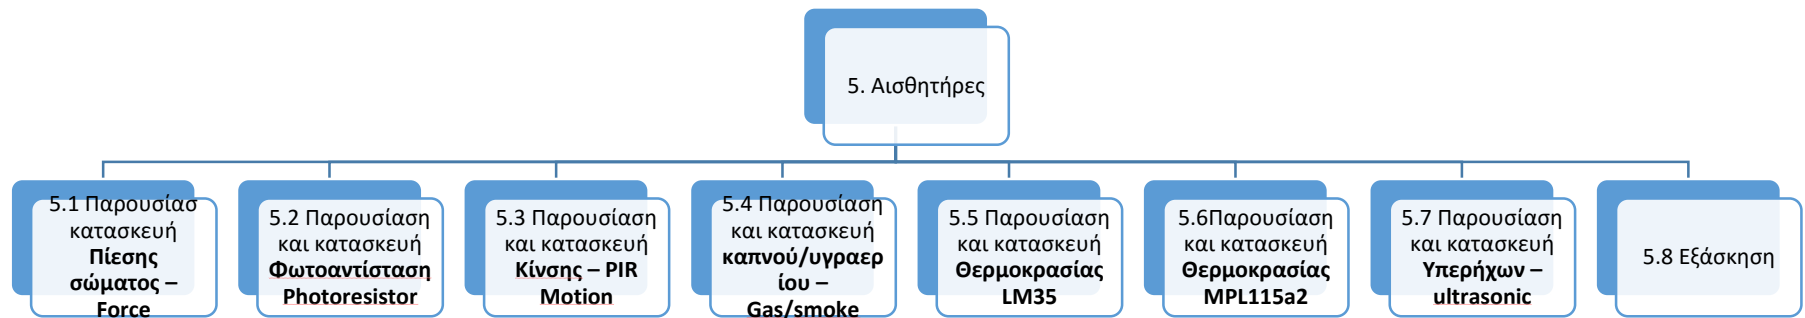 5. Αισθητήρες
5.1 Παρουσίασ
κατασκευή
Πίεσης
σώματος –
Force
5.2 Παρουσίαση
και κατασκευή
Φωτοαντίσταση
Photoresistor
5.3 Παρουσίαση
και κατασκευή
Κίνσης – PIR
Motion
5.4 Παρουσίαση
και κατασκευή
καπνού/υγραερ
ίου –
Gas/smoke
5.5 Παρουσίαση
και κατασκευή
Θερμοκρασίας
LM35
5.6Παρουσίαση
και κατασκευή
Θερμοκρασίας
MPL115a2
5.7 Παρουσίαση
και κατασκευή
Υπερήχων –
ultrasonic
5.8 Εξάσκηση